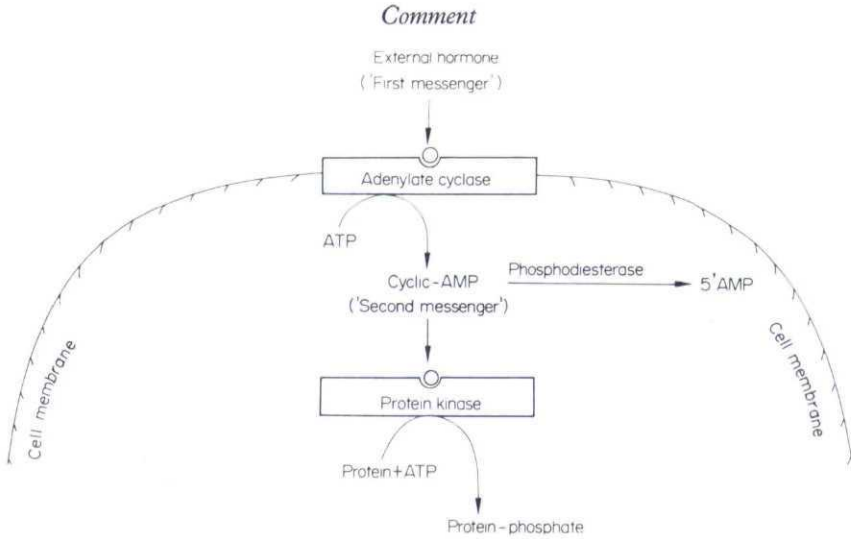 Comment
External hormone
('First messenger')
Adenylate cyclase
ATP
Cyclic-AMP
('Second messenger')
Phosphodiesterase
5'AMP
Cell membrane
Cell membrane
Protein kinase
Protein+ATP
Protein-phosphate